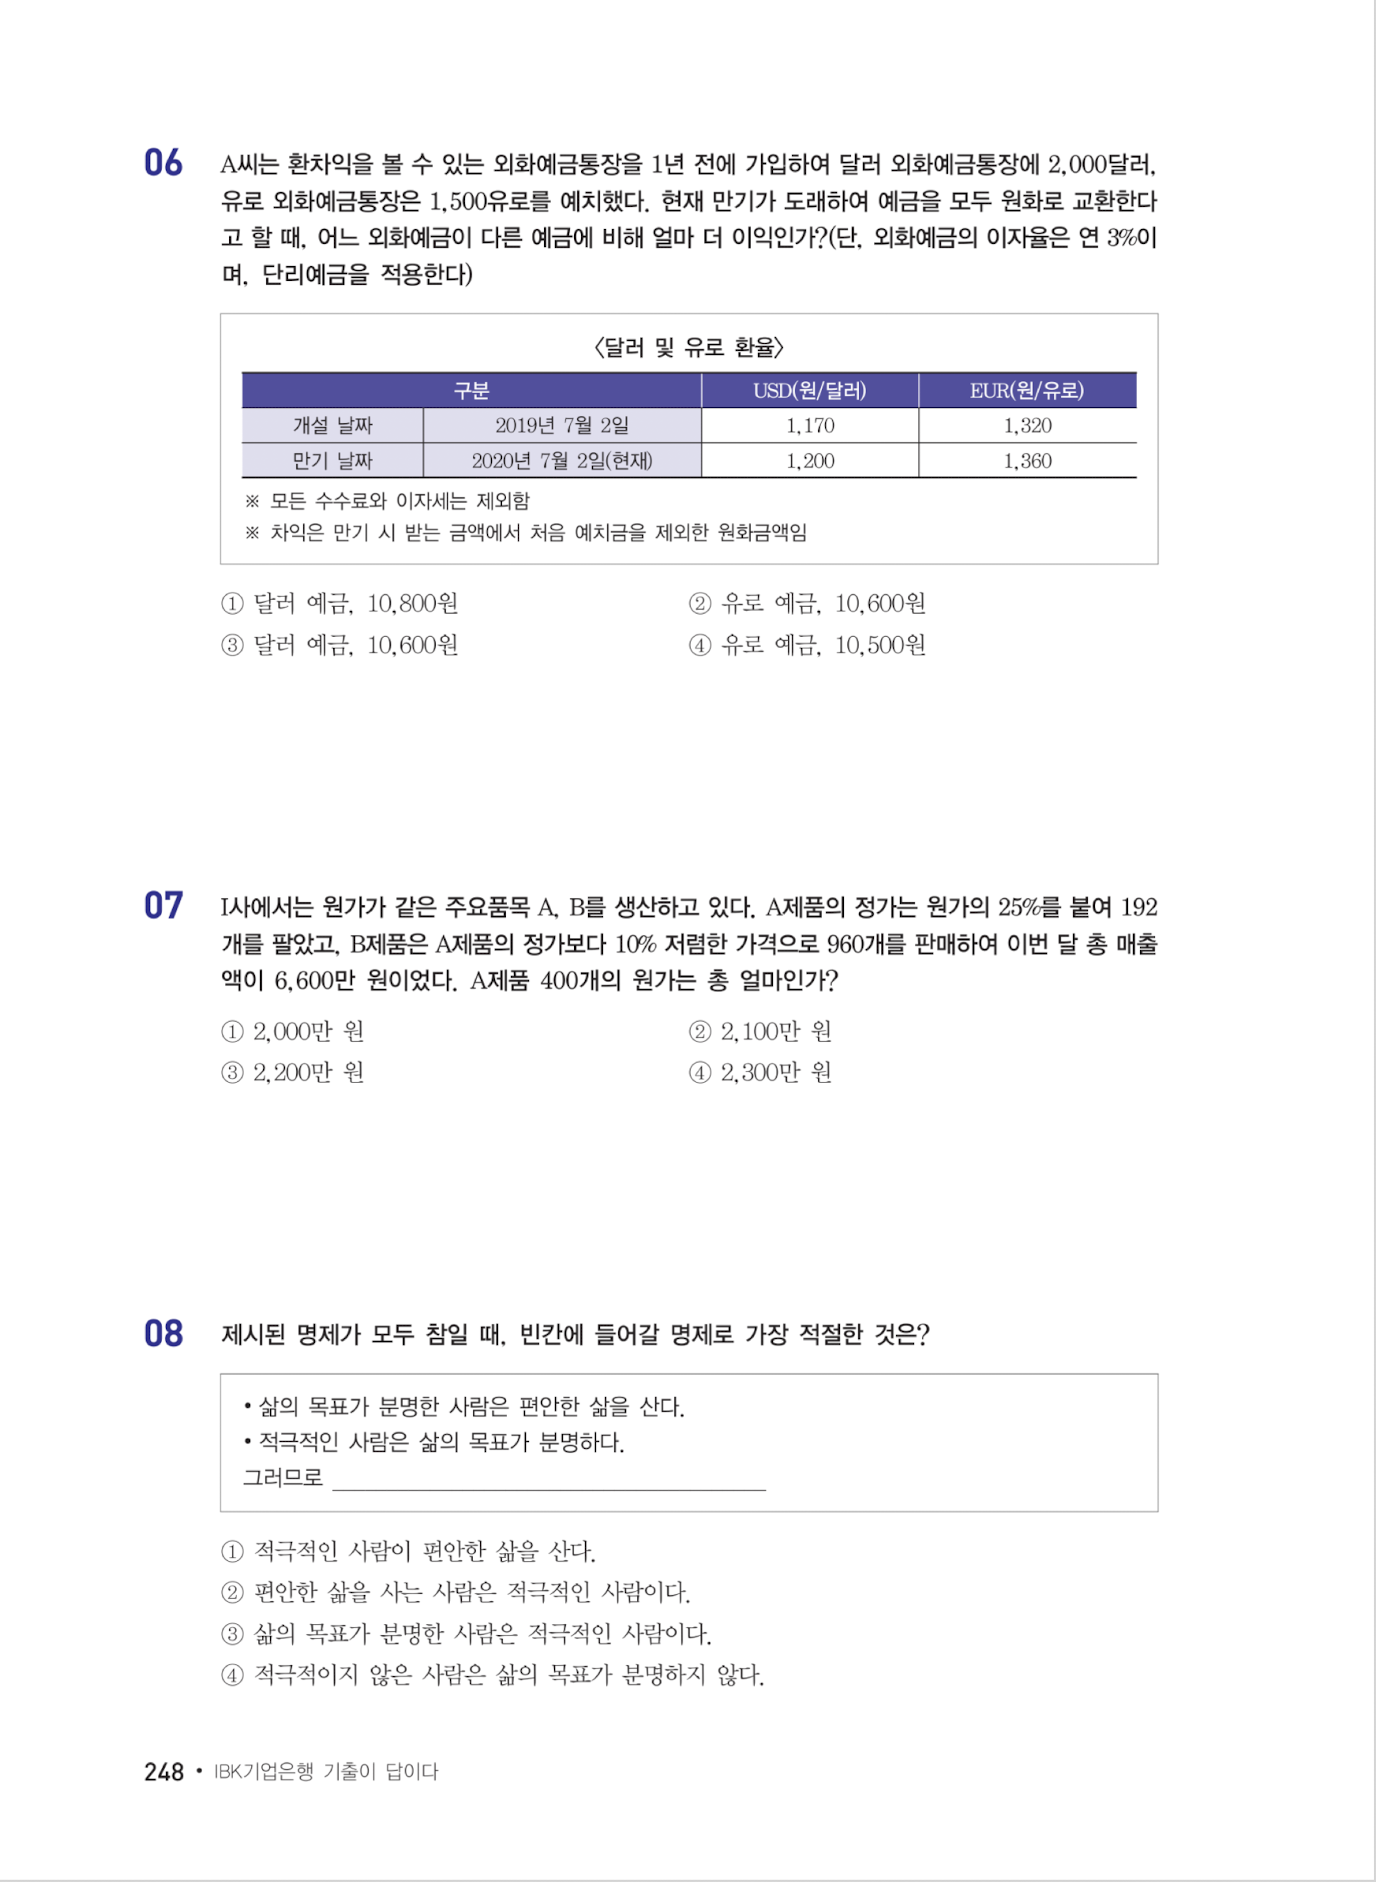 06
A씨는 환차익을 볼 수 있는 외화예금통장을 1년 전에 가입하여 달러 외화예금통장에 2,000달러,
유로 외화예금통장은 1,500유로를 예치했다. 현재 만기가 도래하여 예금을 모두 원화로 교환한다
고 할 때, 어느 외화예금이 다른 예금에 비해 얼마 더 이익인가?(단, 외화예금의 이자율은 연 3%이
며, 단리예금을 적용한다)
〈달러 및 유로 환율〉
구분 USD(원/달러) EUR(원/유로)
개설 날짜 2019년 7월 2일 1,170 1,320
만기 날짜 2020년 7월 2일(현재) 1,200 1,360
※ 모든 수수료와 이자세는 제외함
※ 차익은 만기 시 받는 금액에서 처음 예치금을 제외한 원화금액임
① 달러 예금, 10,800원 ② 유로 예금, 10,600원
③ 달러 예금, 10,600원 ④ 유로 예금, 10,500원
07
I사에서는 원가가 같은 주요품목 A, B를 생산하고 있다. A제품의 정가는 원가의 25%를 붙여 192
개를 팔았고, B제품은 A제품의 정가보다 10% 저렴한 가격으로 960개를 판매하여 이번 달 총 매출
액이 6,600만 원이었다. A제품 400개의 원가는 총 얼마인가?
① 2,000만 원 ② 2,100만 원
③ 2,200만 원 ④ 2,300만 원
08
제시된 명제가 모두 참일 때, 빈칸에 들어갈 명제로 가장 적절한 것은?
• 삶의 목표가 분명한 사람은 편안한 삶을 산다.
• 적극적인 사람은 삶의 목표가 분명하다.
그러므로
① 적극적인 사람이 편안한 삶을 산다.
② 편안한 삶을 사는 사람은 적극적인 사람이다.
③ 삶의 목표가 분명한 사람은 적극적인 사람이다.
④ 적극적이지 않은 사람은 삶의 목표가 분명하지 않다.
248 • IBK기업은행 기출이 답이다